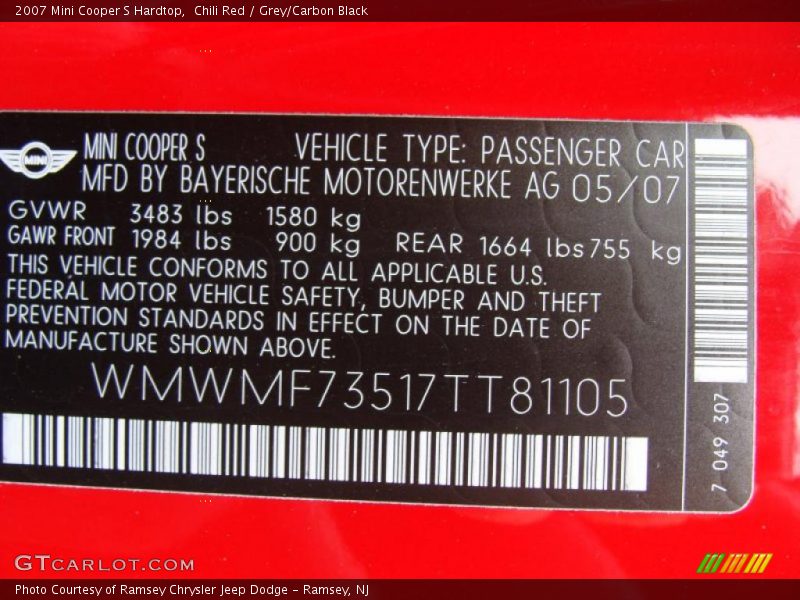 2007 Mini Cooper S Hardtop,  Chili Red / Grey/Carbon Black
MINI
MINI COOPER S VEHICLE TYPE: PASSENGER CAR
MFD BY BAYERISCHE MOTORENWERKE AG 05/07
GVWR 3483 lbs 1580 kg
GAWR FRONT 1984 lbs 900 kg REAR 1664 lbs 755 kg
THIS VEHICLE CONFORMS TO ALL APPLICABLE U.S.
FEDERAL MOTOR VEHICLE SAFETY, BUMPER AND THEFT
PREVENTION STANDARDS IN EFFECT ON THE DATE OF
MANUFACTURE SHOWN ABOVE.
WMWMF73517TT81105
7 049 307
GTCARLOT.COM
Photo Courtesy of Ramsey Chrysler Jeep Dodge - Ramsey, NJ